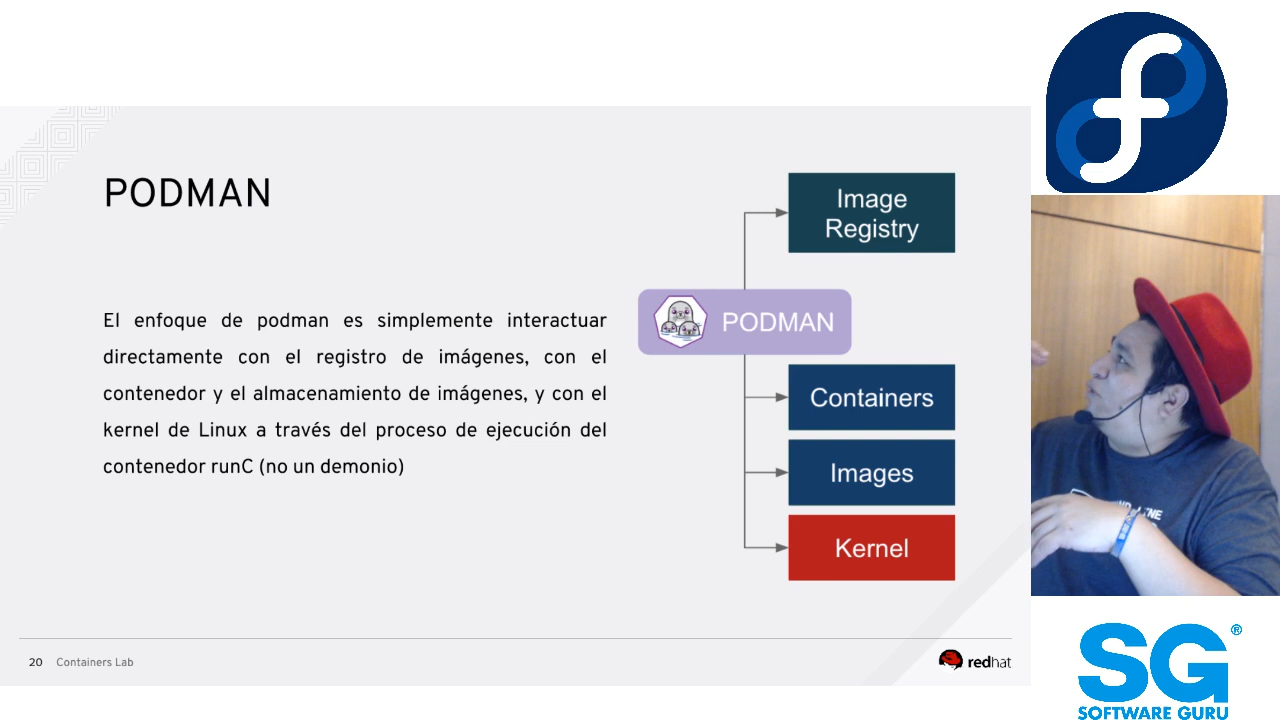 PODMAN
El enfoque de podman es simplemente interactuar
directamente con el registro de imágenes, con el
contenedor y el almacenamiento de imágenes, y con el
kernel de Linux a través del proceso de ejecución del
contenedor runC (no un demonio)
Image
Registry
PODMAN
Containers
Images
Kernel
20 Containers Lab
redhat
SG®
SOFTWARE GURU